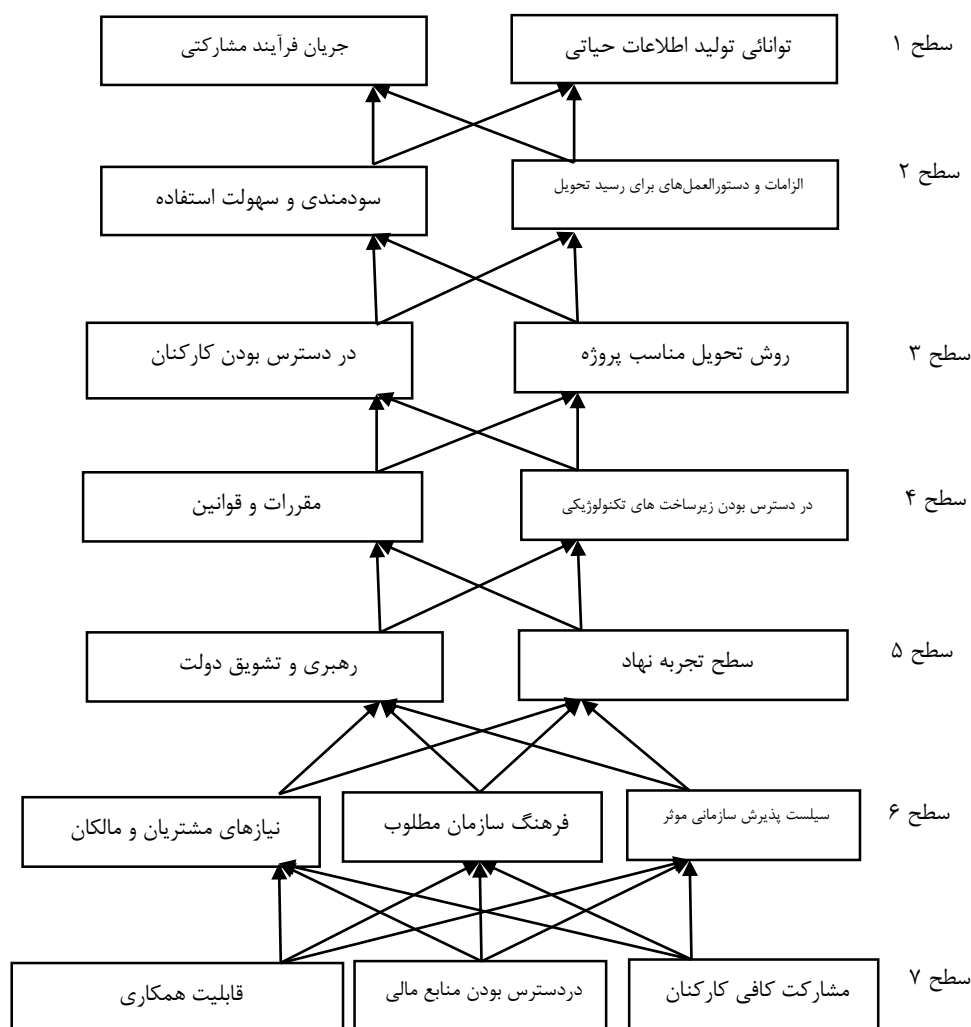 سطح ۱
توانائی تولید اطلاعات حیاتی
جریان فرآیند مشارکتی
سطح ۲
الزامات و دستورالعمل‌های برای رسید تحویل
سودمندی و سهولت استفاده
سطح ۳
روش تحویل مناسب پروژه
در دسترس بودن کارکنان
سطح ۴
در دسترس بودن زیرساخت های تکنولوژیکی
مقررات و قوانین
سطح ۵
سطح تجربه نهاد
رهبری و تشویق دولت
سطح ۶
سیلست پذیرش سازمانی موثر
فرهنگ سازمان مطلوب
نیازهای مشتریان و مالکان
سطح ۷
مشارکت کافی کارکنان
دردسترس بودن منابع مالی
قابلیت همکاری